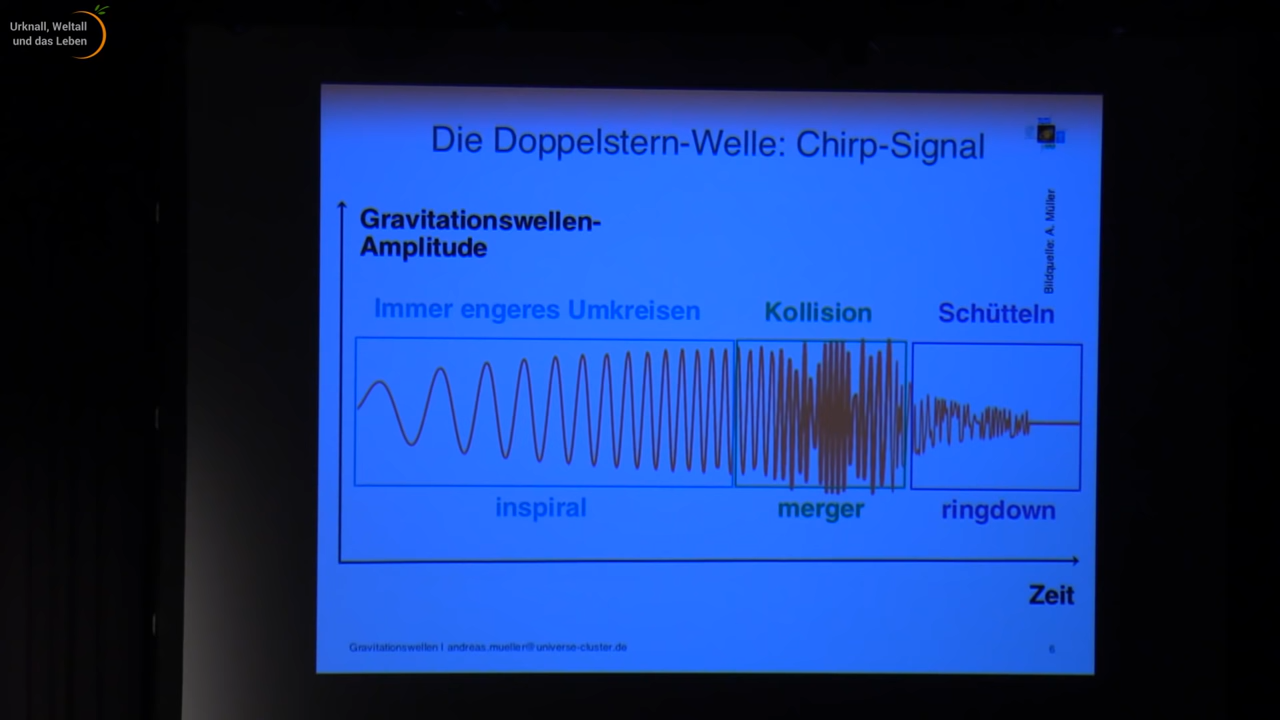 Urknall, Weltall
und das Leben
Die Doppelstern-Welle: Chirp-Signal
Gravitationswellen-
Amplitude
Bildquelle: A. Müller
Immer engeres Umkreisen
Kollision
Schütteln
inspiral
merger
ringdown
Zeit
Gravitationswellen I andreas.mueller@universe-cluster.de
6